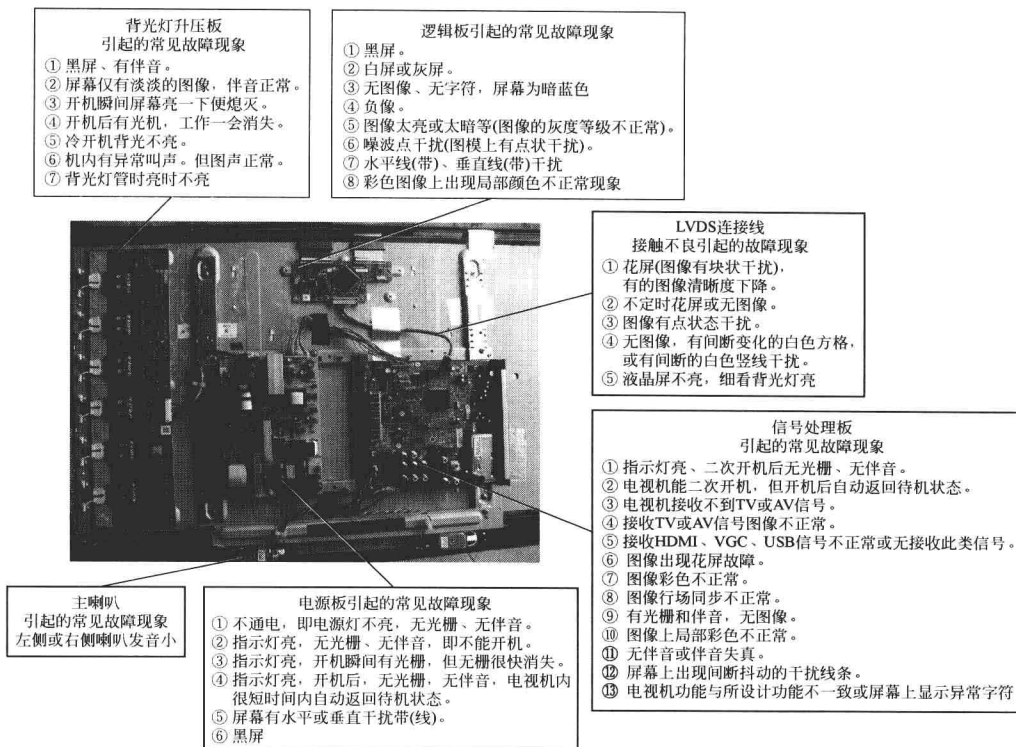 背光灯升压板
引起的常见故障现象
① 黑屏、有伴音。
② 屏幕仅有淡淡的图像，伴音正常。
③ 开机瞬间屏幕亮一下便熄灭。
④ 开机后有光机，工作一会消失。
⑤ 冷开机背光不亮。
⑥ 机内有异常叫声。但图声正常。
⑦ 背光灯管时亮时不亮
逻辑板引起的常见故障现象
① 黑屏。
② 白屏或灰屏。
③ 无图像、无字符，屏幕为暗蓝色
④ 负像。
⑤ 图像太亮或太暗等(图像的灰度等级不正常)。
⑥ 噪波点干扰(图模上有点状干扰)。
⑦ 水平线(带)、垂直线(带)干扰
⑧ 彩色图像上出现局部颜色不正常现象
LVDS连接线
接触不良引起的故障现象
① 花屏(图像有块状干扰)，
有的图像清晰度下降。
② 不定时花屏或无图像。
③ 图像有点状态干扰。
④ 无图像，有间断变化的白色方格，
或有间断的白色竖线干扰。
⑤ 液晶屏不亮，细看背光灯亮
信号处理板
引起的常见故障现象
① 指示灯亮、二次开机后无光栅、无伴音。
② 电视机能二次开机，但开机后自动返回待机状态。
③ 电视机接收不到TV或AV信号。
④ 接收TV或AV信号图像不正常。
⑤ 接收HDMI、VGC、USB信号不正常或无接收此类信号。
⑥ 图像出现花屏故障。
⑦ 图像彩色不正常。
⑧ 图像行场同步不正常。
⑨ 有光栅和伴音，无图像。
⑩ 图像上局部彩色不正常。
⑪ 无伴音或伴音失真。
⑫ 屏幕上出现间断抖动的干扰线条。
⑬ 电视机功能与所设计功能不一致或屏幕上显示异常字符
主喇叭
引起的常见故障现象
左侧或右侧喇叭发音小
电源板引起的常见故障现象
① 不通电，即电源灯不亮，无光栅、无伴音。
② 指示灯亮，无光栅、无伴音，即不能开机。
③ 指示灯亮，开机瞬间有光栅，但无栅很快消失。
④ 指示灯亮，开机后，无光栅，无伴音，电视机内
很短时间内自动返回待机状态。
⑤ 屏幕有水平或垂直干扰带(线)。
⑥ 黑屏